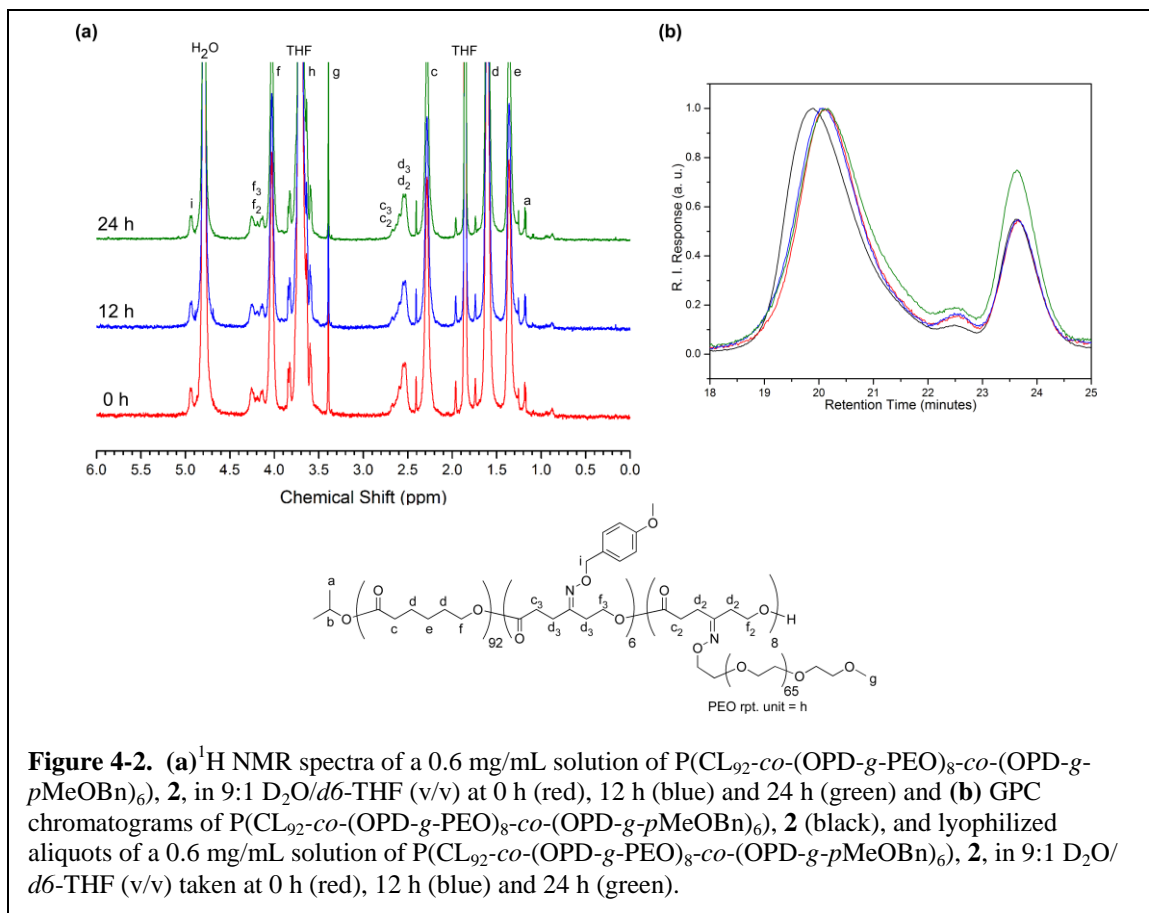 (a)
(b)
H₂O
THF
THF
f
h
g
c
d
e
i
f₃
f₂
c₃
c₂
d₃
d₂
a
24 h
12 h
0 h
6.0 5.5 5.0 4.5 4.0 3.5 3.0 2.5 2.0 1.5 1.0 0.5 0.0
Chemical Shift (ppm)
R. I. Response (a. u.)
1.0
0.8
0.6
0.4
0.2
0.0
18 19 20 21 22 23 24 25
Retention Time (minutes)
O
i
O
N
a O d d O c₃ f₃ O O d₂ d₂ O H
O b c e f 92 O d₃ d₃ 6 c₂ N f₂ 8
O O O O O g
65
PEO rpt. unit = h
Figure 4-2. (a)¹H NMR spectra of a 0.6 mg/mL solution of P(CL₉₂-co-(OPD-g-PEO)₈-co-(OPD-g-
pMeOBn)₆), 2, in 9:1 D₂O/d6-THF (v/v) at 0 h (red), 12 h (blue) and 24 h (green) and (b) GPC
chromatograms of P(CL₉₂-co-(OPD-g-PEO)₈-co-(OPD-g-pMeOBn)₆), 2 (black), and lyophilized
aliquots of a 0.6 mg/mL solution of P(CL₉₂-co-(OPD-g-PEO)₈-co-(OPD-g-pMeOBn)₆), 2, in 9:1 D₂O/
d6-THF (v/v) taken at 0 h (red), 12 h (blue) and 24 h (green).